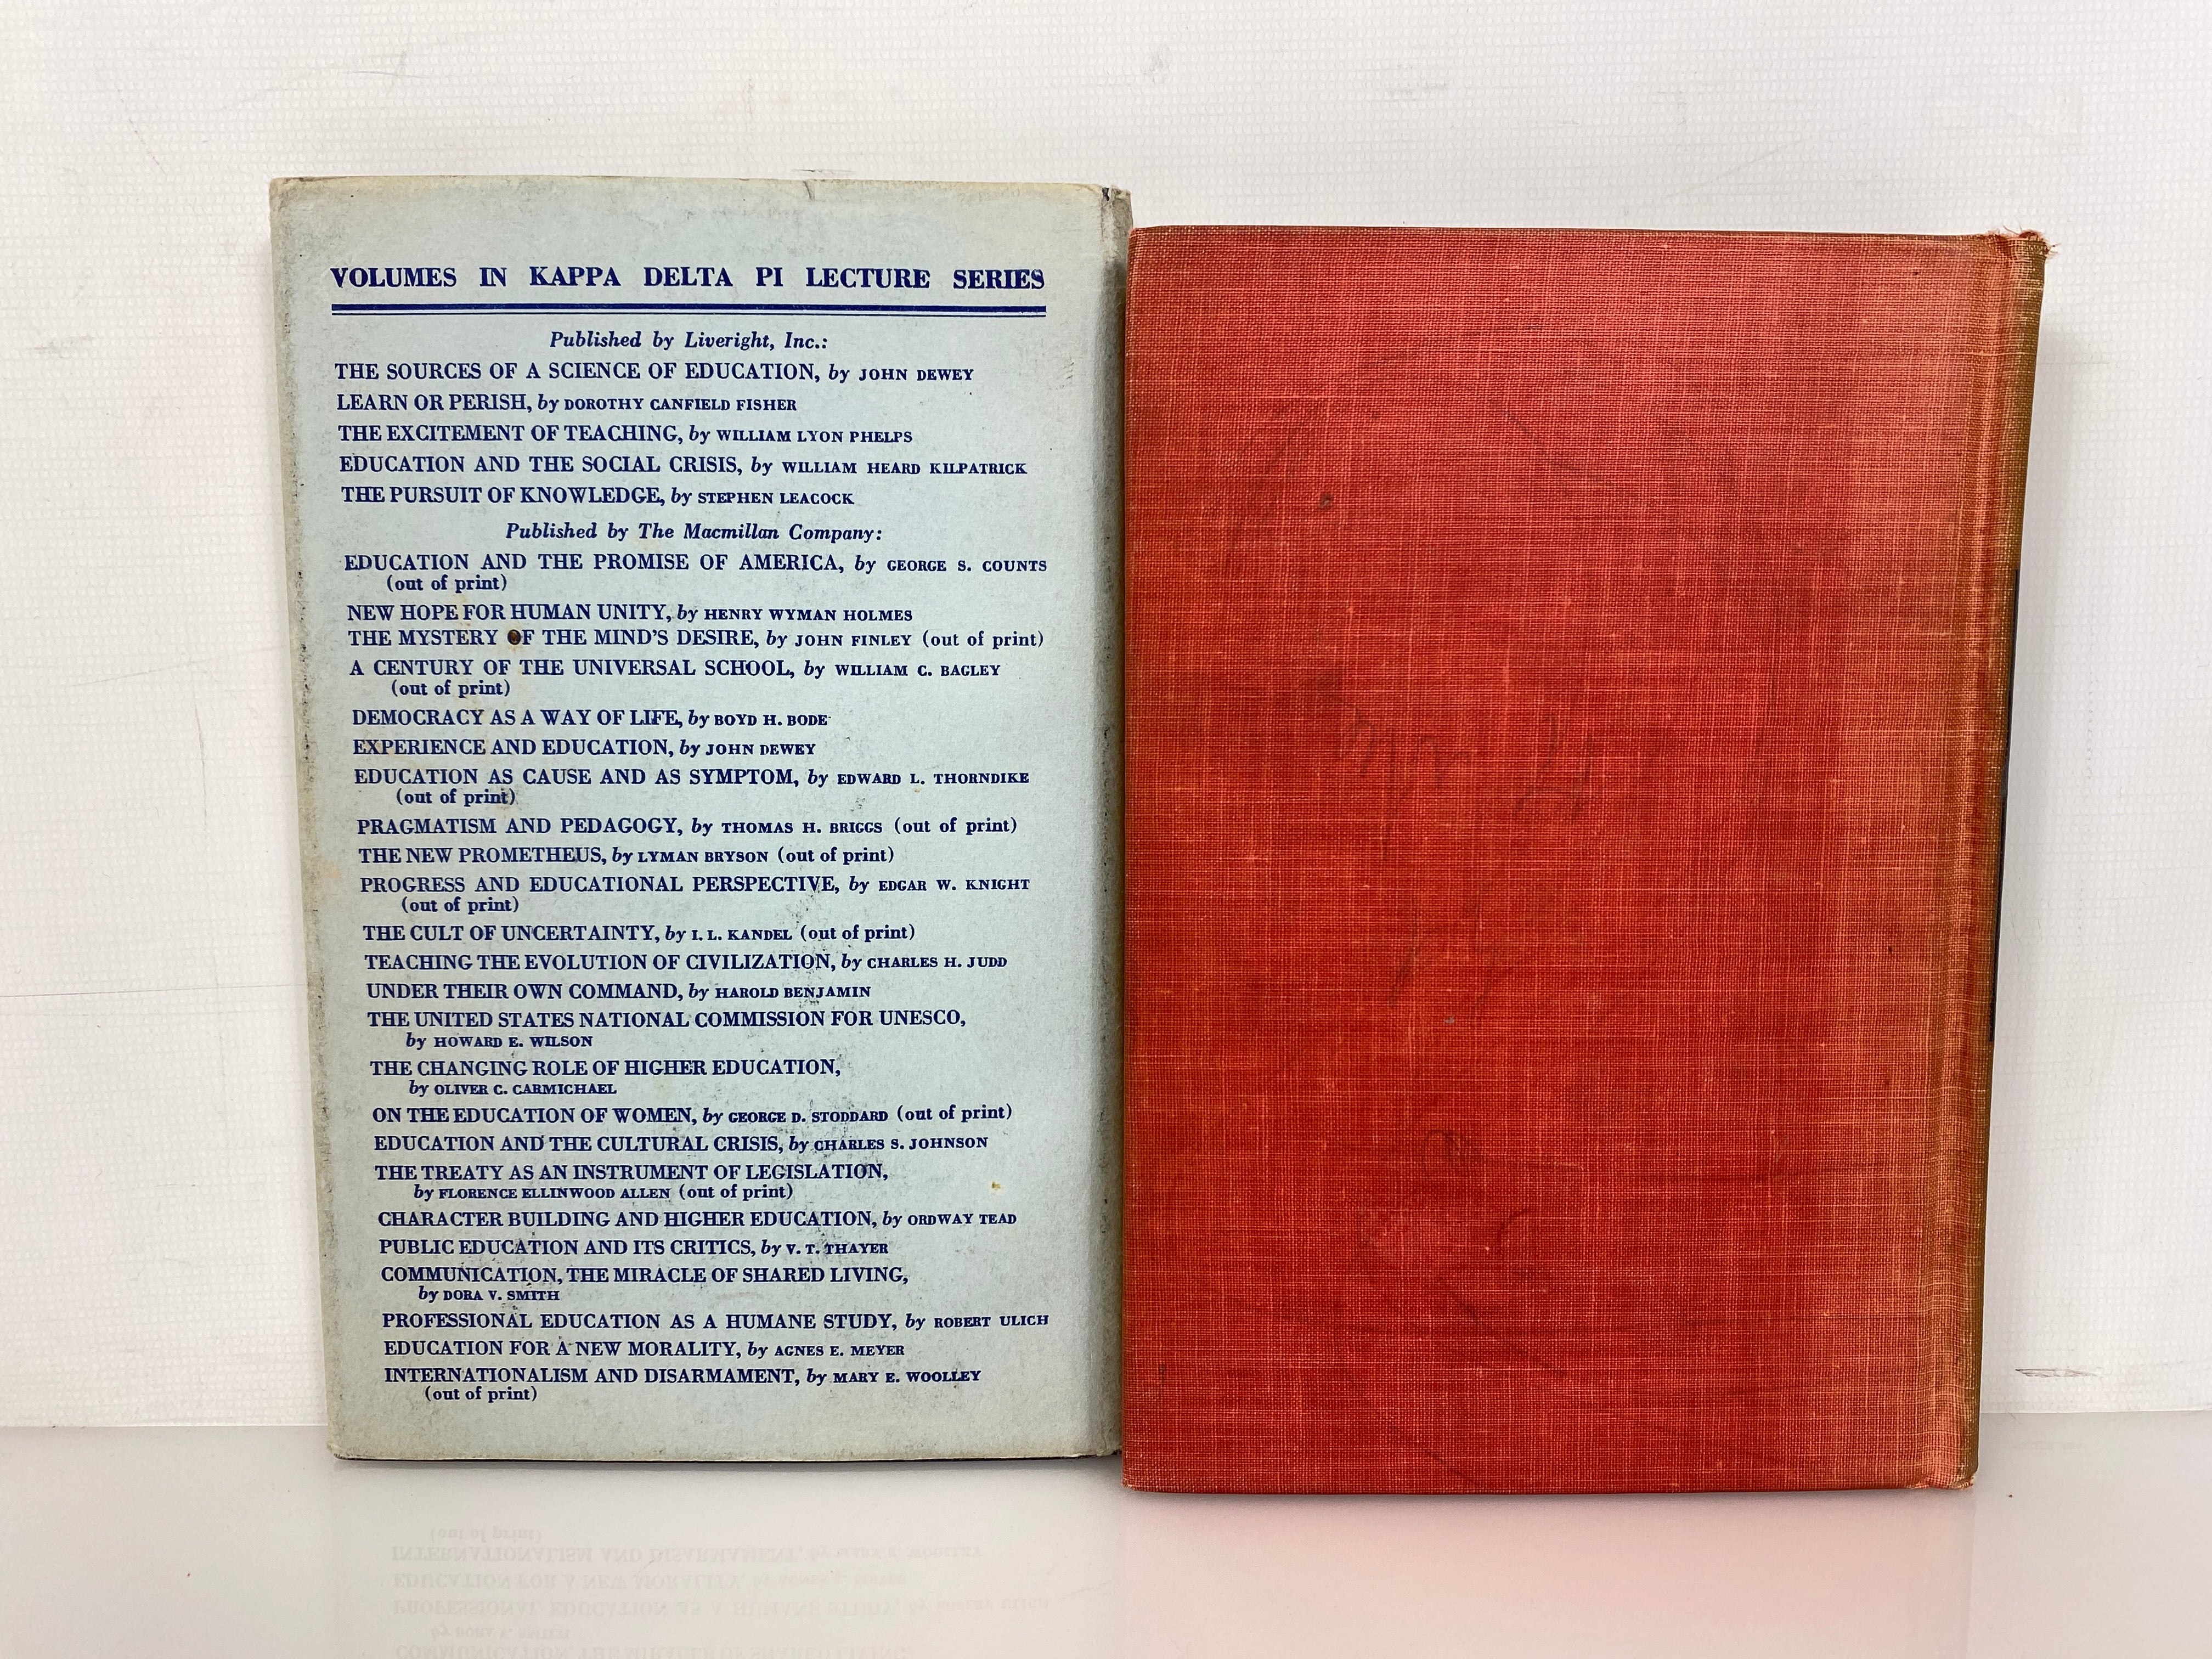 VOLUMES IN KAPPA DELTA PI LECTURE SERIES
Published by Liveright, Inc.:
THE SOURCES OF A SCIENCE OF EDUCATION, by JOHN DEWEY
LEARN OR PERISH, by DOROTHY CANFIELD FISHER
THE EXCITEMENT OF TEACHING, by WILLIAM LYON PHELPS
EDUCATION AND THE SOCIAL CRISIS, by WILLIAM HEARD KILPATRICK
THE PURSUIT OF KNOWLEDGE, by STEPHEN LEACOCK
Published by The Macmillan Company:
EDUCATION AND THE PROMISE OF AMERICA, by GEORGE S. COUNTS
(out of print)
NEW HOPE FOR HUMAN UNITY, by HENRY WYMAN HOLMES
THE MYSTERY OF THE MIND'S DESIRE, by JOHN FINLEY (out of print)
A CENTURY OF THE UNIVERSAL SCHOOL, by WILLIAM C. BAGLEY
(out of print)
DEMOCRACY AS A WAY OF LIFE, by BOYD H. BODE
EXPERIENCE AND EDUCATION, by JOHN DEWEY
EDUCATION AS CAUSE AND AS SYMPTOM, by EDWARD L. THORNDIKE
(out of print)
PRAGMATISM AND PEDAGOGY, by THOMAS H. BRIGGS (out of print)
THE NEW PROMETHEUS, by LYMAN BRYSON (out of print)
PROGRESS AND EDUCATIONAL PERSPECTIVE, by EDGAR W. KNIGHT
(out of print)
THE CULT OF UNCERTAINTY, by I. L. KANDEL (out of print)
TEACHING THE EVOLUTION OF CIVILIZATION, by CHARLES H. JUDD
UNDER THEIR OWN COMMAND, by HAROLD BENJAMIN
THE UNITED STATES NATIONAL COMMISSION FOR UNESCO,
by HOWARD E. WILSON
THE CHANGING ROLE OF HIGHER EDUCATION,
by OLIVER C. CARMICHAEL
ON THE EDUCATION OF WOMEN, by GEORGE D. STODDARD (out of print)
EDUCATION AND THE CULTURAL CRISIS, by CHARLES S. JOHNSON
THE TREATY AS AN INSTRUMENT OF LEGISLATION,
by FLORENCE ELLINWOOD ALLEN (out of print)
CHARACTER BUILDING AND HIGHER EDUCATION, by ORDWAY TEAD
PUBLIC EDUCATION AND ITS CRITICS, by V. T. THAYER
COMMUNICATION, THE MIRACLE OF SHARED LIVING,
by DORA V. SMITH
PROFESSIONAL EDUCATION AS A HUMANE STUDY, by ROBERT ULICH
EDUCATION FOR A NEW MORALITY, by AGNES E. MEYER
INTERNATIONALISM AND DISARMAMENT, by MARY E. WOOLLEY
(out of print)